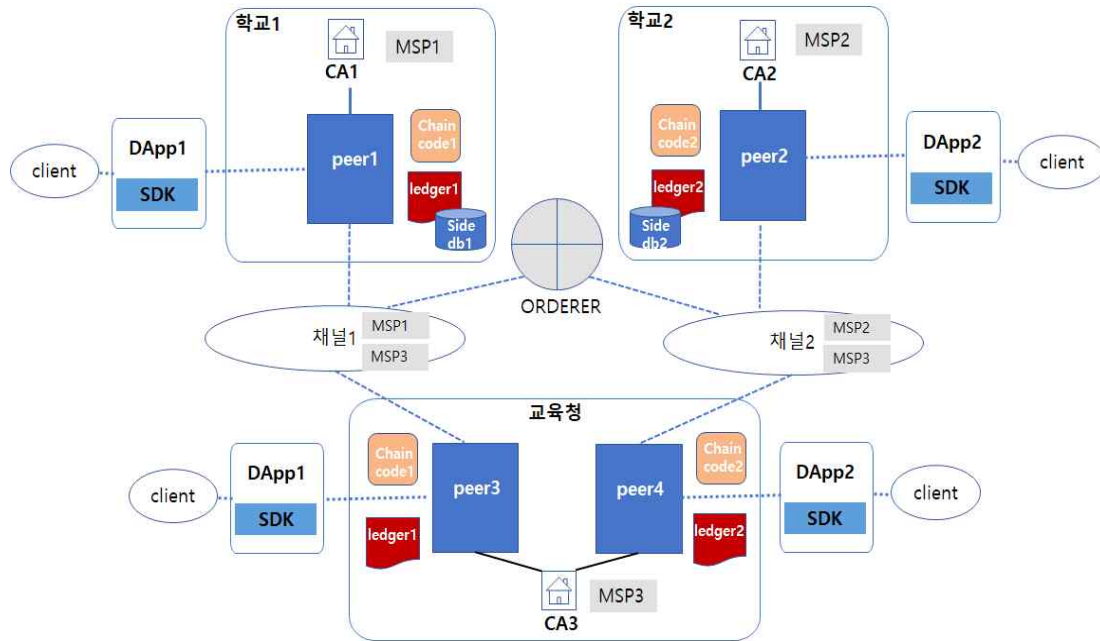 학교1
MSP1
CA1
Chain
code1
peer1
ledger1
Side
db1
client
DApp1
SDK
학교2
MSP2
CA2
Chain
code2
peer2
ledger2
Side
db2
DApp2
SDK
client
ORDERER
채널1
MSP1
MSP3
채널2
MSP2
MSP3
교육청
client
DApp1
SDK
Chain
code1
peer3
ledger1
peer4
Chain
code2
ledger2
DApp2
SDK
client
CA3
MSP3